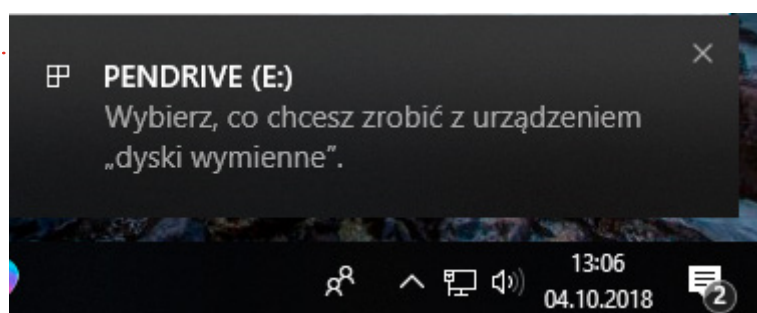 PENDRIVE (E:)
Wybierz, co chcesz zrobić z urządzeniem
„dyski wymienne”.
13:06
04.10.2018
2